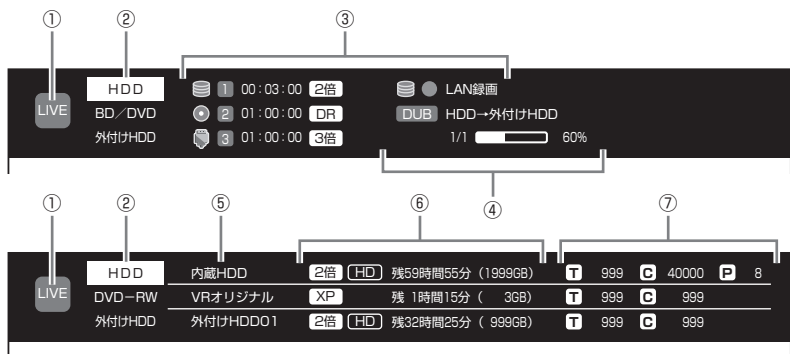 ① ② ③
HDD 1 00:03:00 2倍 LAN録画
LIVE BD／DVD 2 01:00:00 DR DUB HDD→外付けHDD
外付けHDD 3 01:00:00 3倍 1/1 60%
④
① ② ⑤ ⑥ ⑦
HDD 内蔵HDD 2倍 HD 残59時間55分（1999GB） T 999 C 40000 P 8
LIVE DVD－RW VRオリジナル XP 残 1時間15分（ 3GB） T 999 C 999
外付けHDD 外付けHDD01 2倍 HD 残32時間25分（ 999GB） T 999 C 999